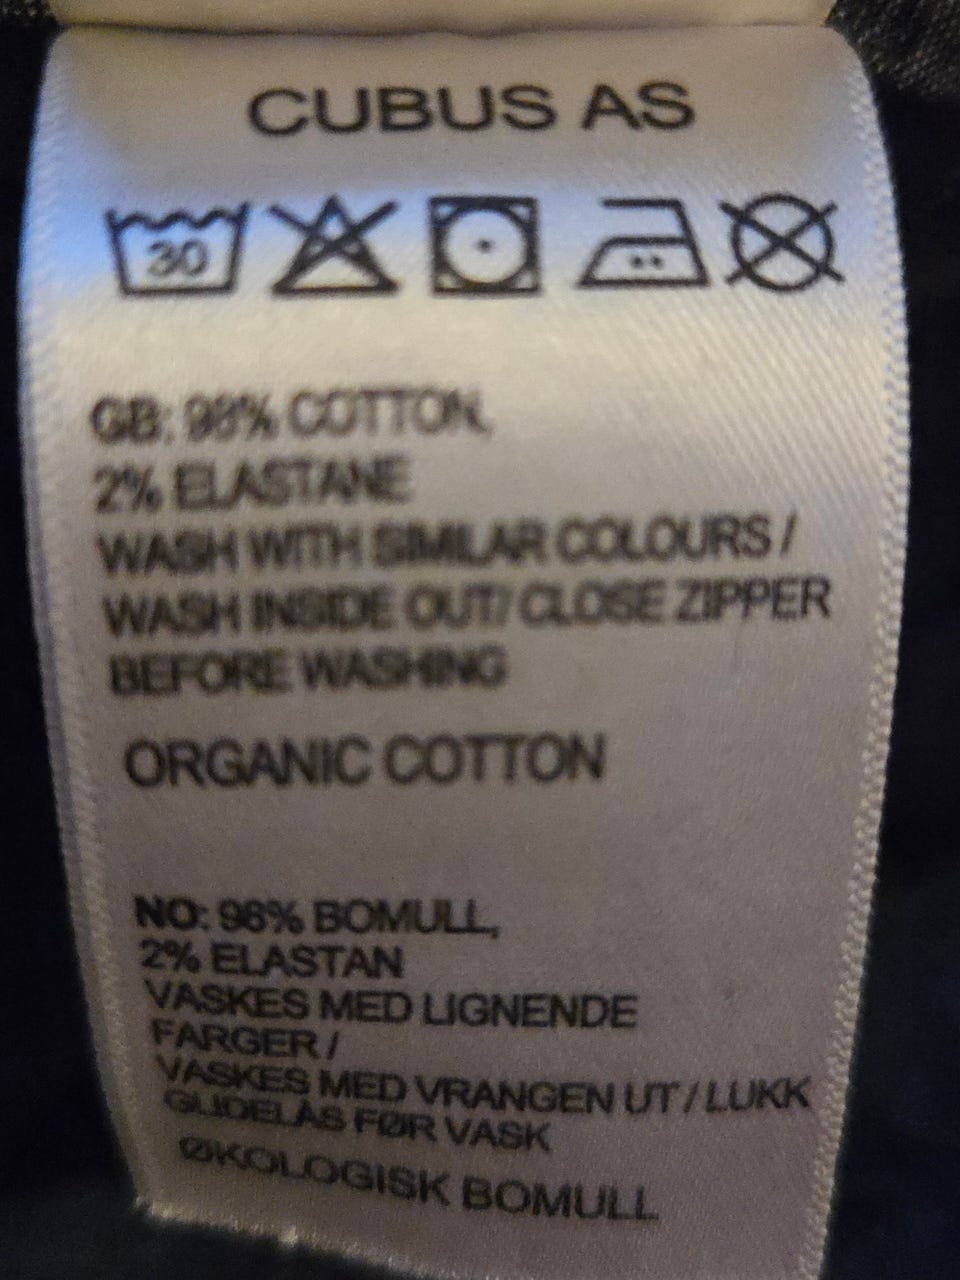 CUBUS AS
30
GB: 98% COTTON,
2% ELASTANE
WASH WITH SIMILAR COLOURS /
WASH INSIDE OUT/ CLOSE ZIPPER
BEFORE WASHING
ORGANIC COTTON
NO: 98% BOMULL,
2% ELASTAN
VASKES MED LIGNENDE
FARGER /
VASKES MED VRANGEN UT / LUKK
GLIDELÅS FØR VASK
ØKOLOGISK BOMULL